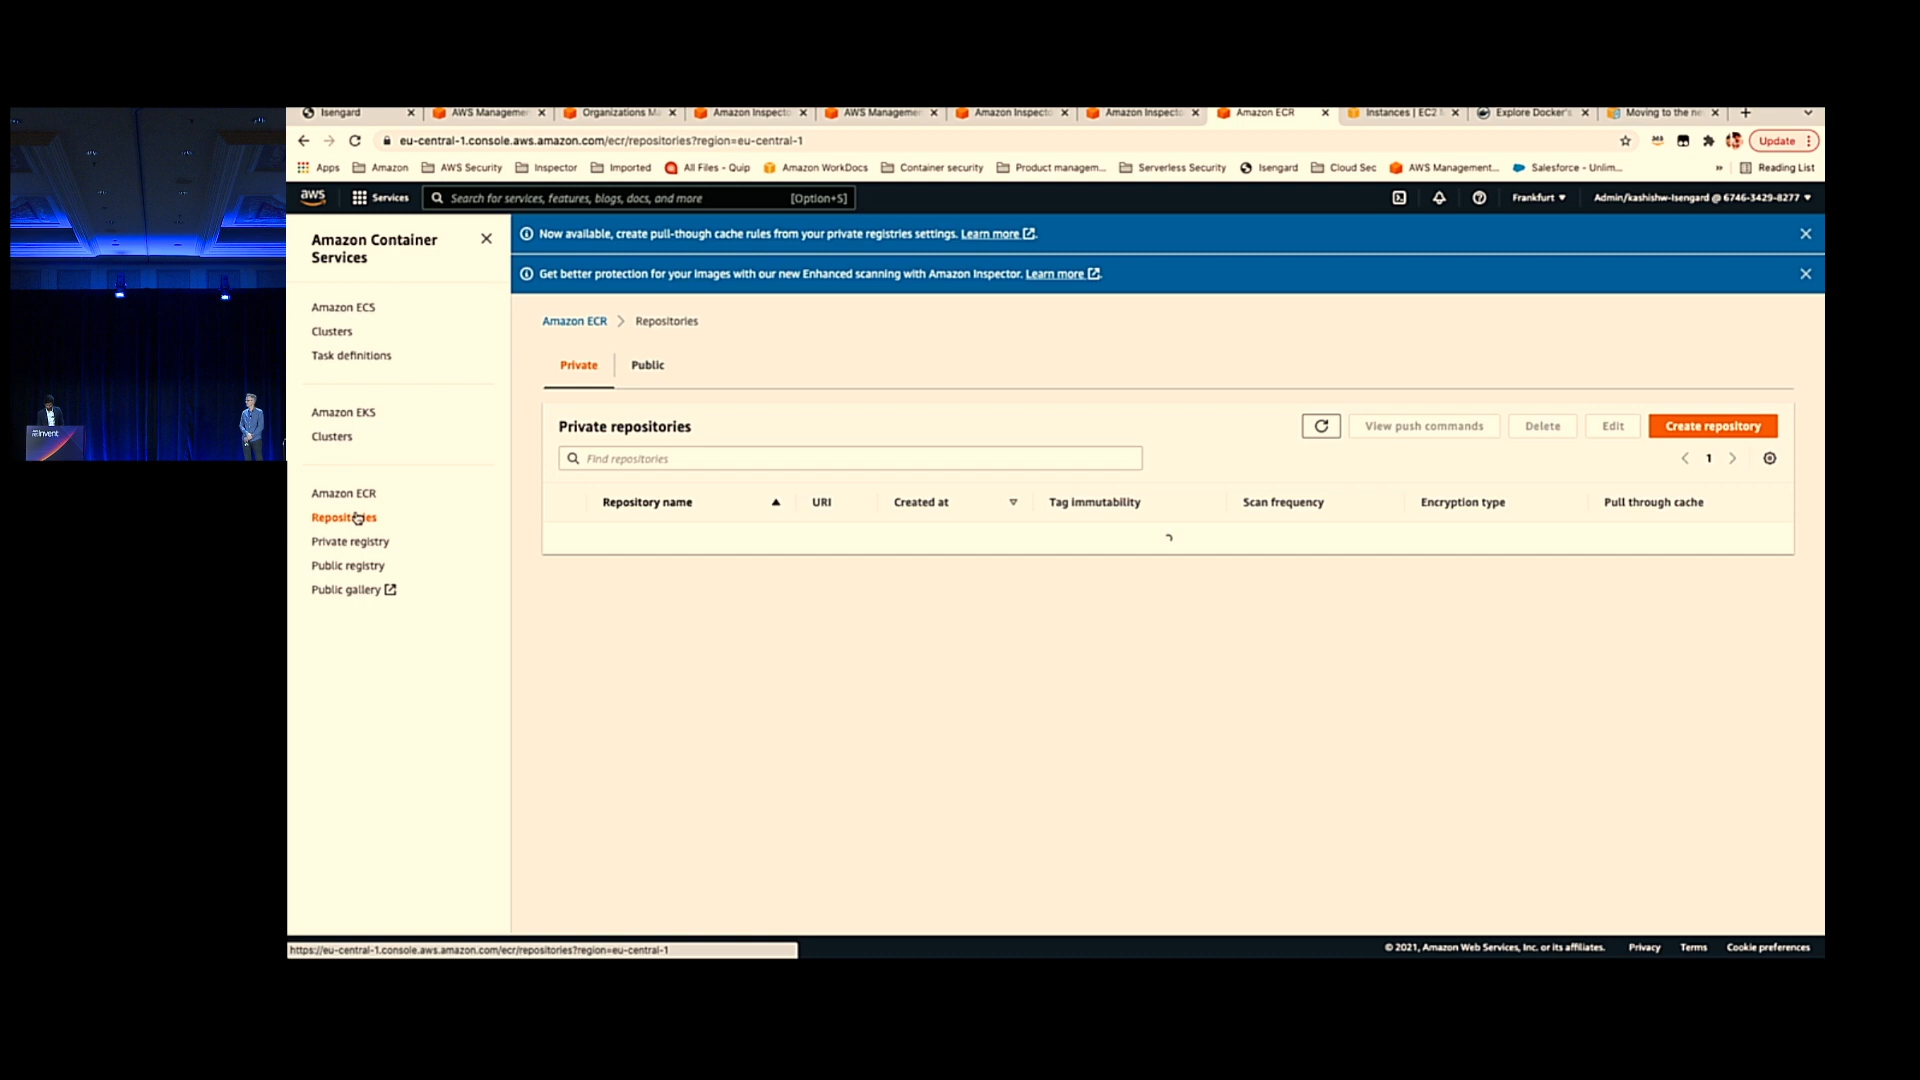 Isengard
AWS Managemen
Organizations M
Amazon Inspecto
AWS Managemen
Amazon Inspecto
Amazon Inspecto
Amazon ECR
Instances | EC2
Explore Docker's
Moving to the ne
eu-central-1.console.aws.amazon.com/ecr/repositories?region=eu-central-1
Update
Apps
Amazon
AWS Security
Inspector
Imported
All Files - Quip
Amazon WorkDocs
Container security
Product managem...
Serverless Security
Isengard
Cloud Sec
AWS Management...
Salesforce - Unlim...
»
Reading List
aws
Services
Search for services, features, blogs, docs, and more
[Option+S]
Frankfurt
Admin/kashishw-Isengard @ 6746-3429-8277
Amazon Container
Services
Amazon ECS
Clusters
Task definitions
Amazon EKS
Clusters
Amazon ECR
Repositories
Private registry
Public registry
Public gallery
Now available, create pull-though cache rules from your private registries settings. Learn more
Get better protection for your images with our new Enhanced scanning with Amazon Inspector. Learn more
Amazon ECR > Repositories
Private
Public
Private repositories
View push commands
Delete
Edit
Create repository
Find repositories
1
Repository name
URI
Created at
Tag immutability
Scan frequency
Encryption type
Pull through cache
re:Invent
https://eu-central-1.console.aws.amazon.com/ecr/repositories?region=eu-central-1
© 2021, Amazon Web Services, Inc. or its affiliates.
Privacy
Terms
Cookie preferences